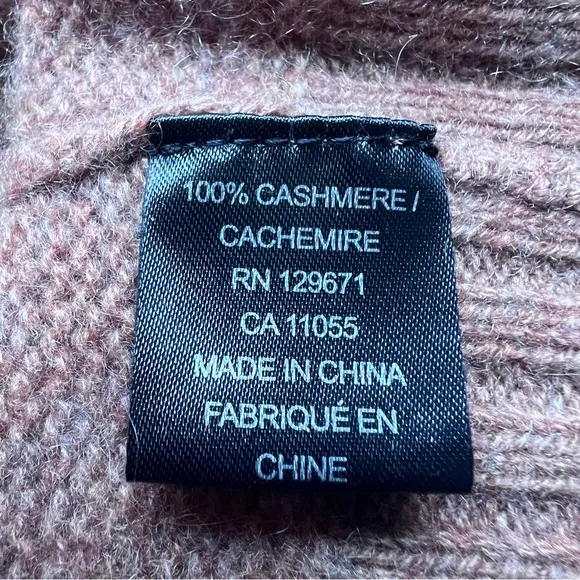 100% CASHMERE /
CACHEMIRE
RN 129671
CA 11055
MADE IN CHINA
FABRIQUÉ EN
CHINE